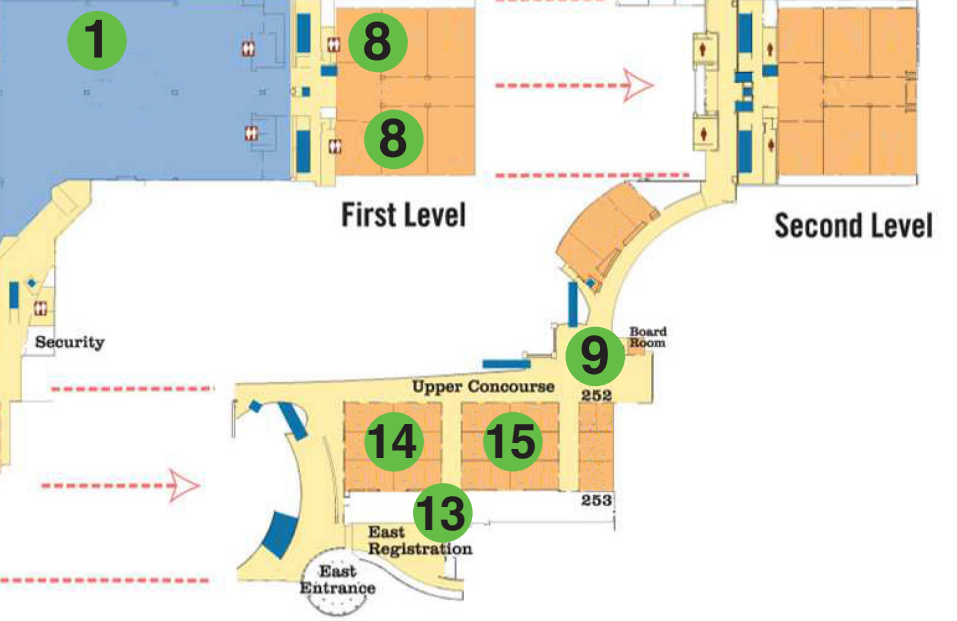 1
8
8
First Level
Second Level
Security
9
Board
Room
Upper Concourse
252
14
15
253
13
East
Registration
East
Entrance